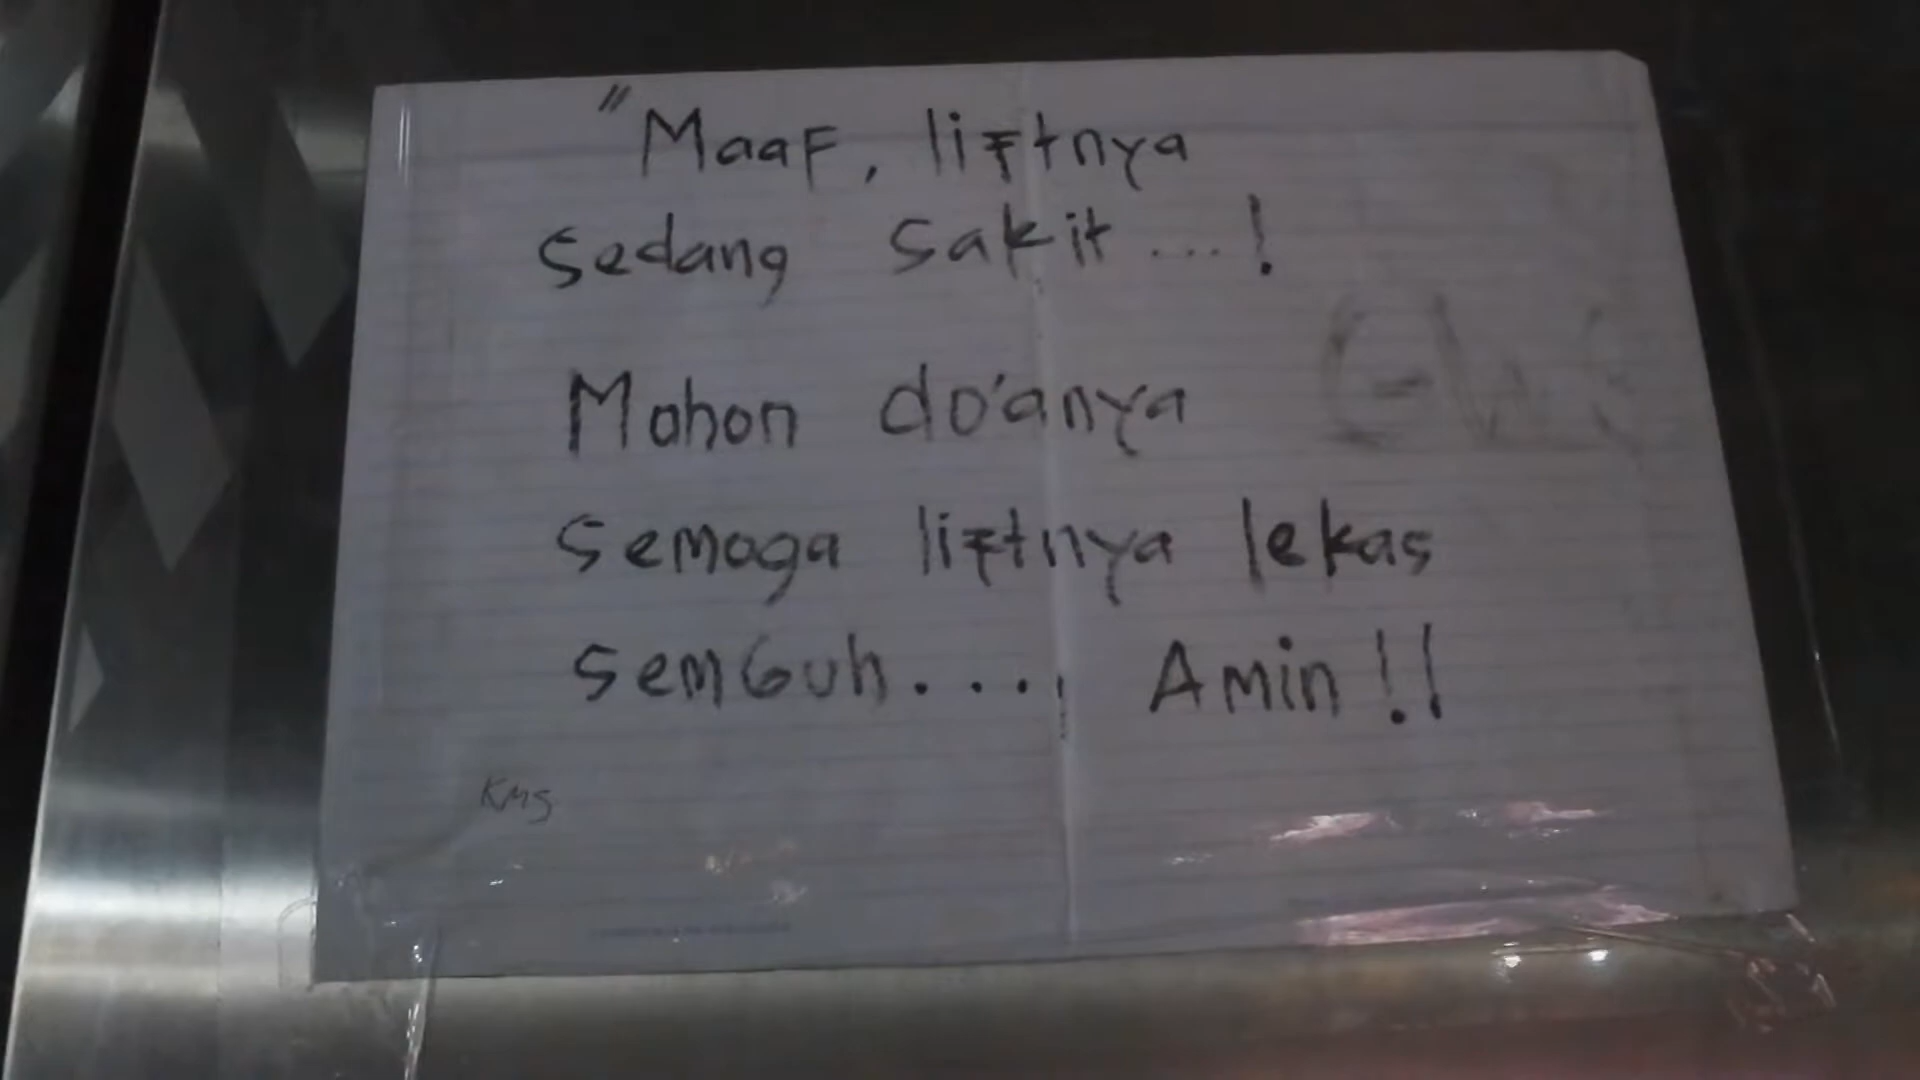 "Maaf, liftnya
sedang sakit...!
Mohon do'anya
semoga liftnya lekas
sembuh.... Amin!!
KMS